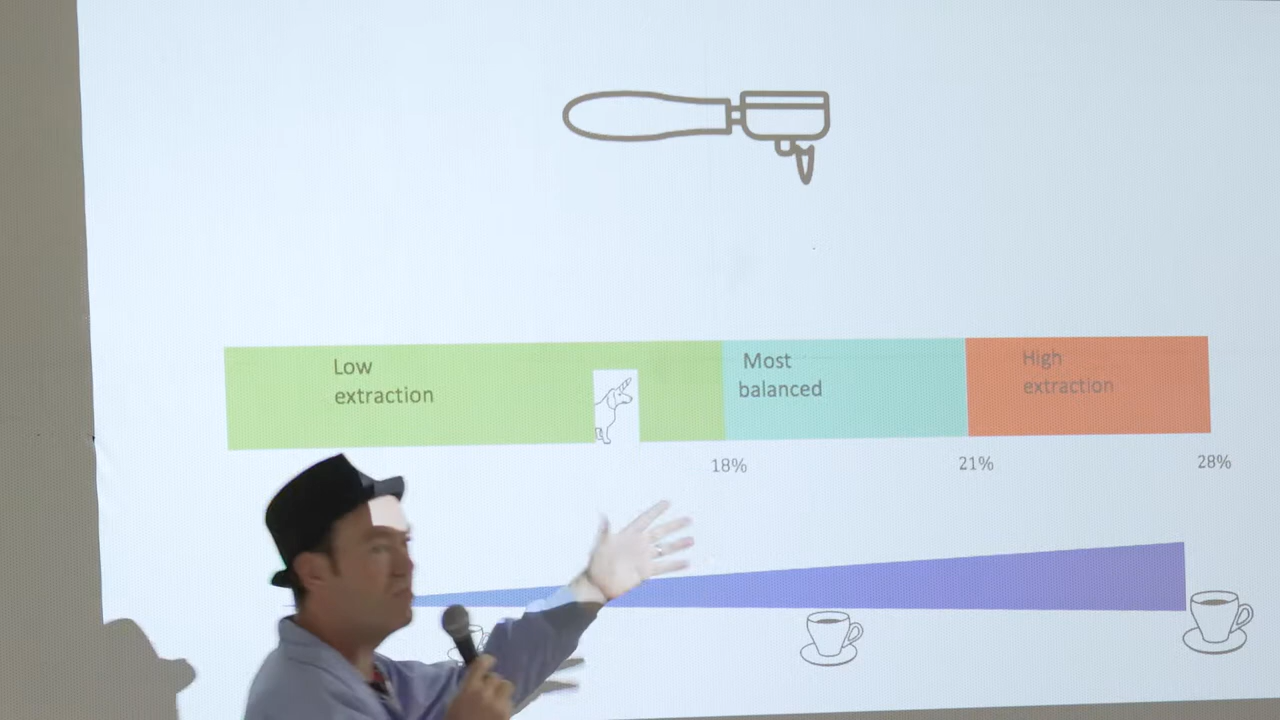 Low
extraction
Most
balanced
High
extraction
18%
21%
28%